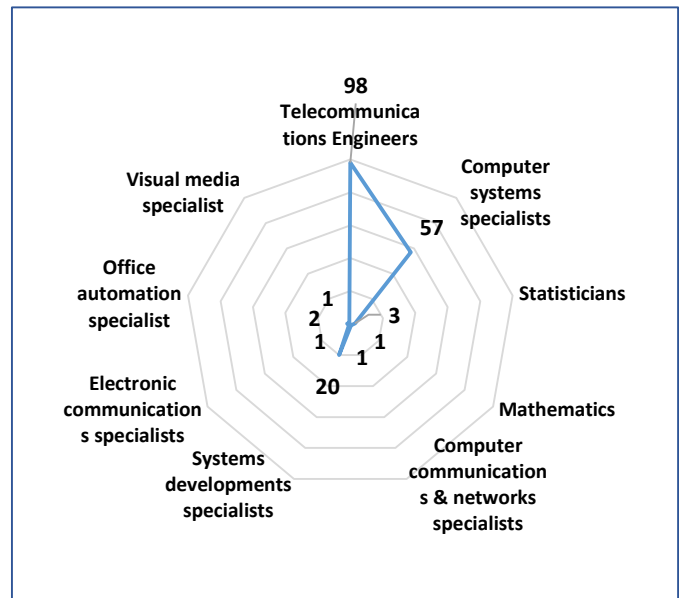 98
Telecommunica
tions Engineers
Computer
systems
specialists
57
Statisticians
3
Mathematics
1
Computer
communication
s & networks
specialists
1
Systems
developments
specialists
20
Electronic
communication
s specialists
1
Office
automation
specialist
2
Visual media
specialist
1